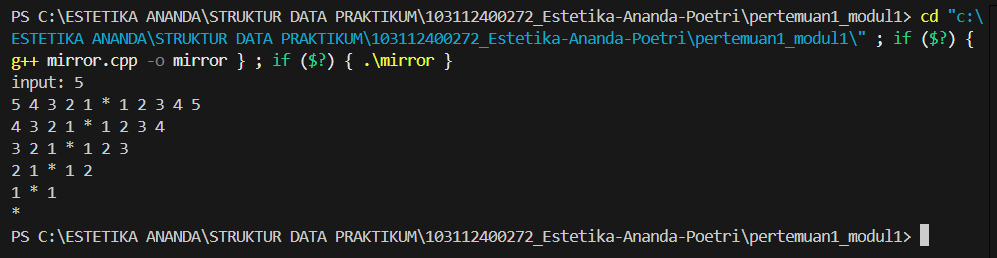 PS C:\ESTETIKA ANANDA\STRUKTUR DATA PRAKTIKUM\103112400272_Estetika-Ananda-Poetri\pertemuan1_modul1> cd "c:\
ESTETIKA ANANDA\STRUKTUR DATA PRAKTIKUM\103112400272_Estetika-Ananda-Poetri\pertemuan1_modul1\" ; if ($?) {
g++ mirror.cpp -o mirror } ; if ($?) { .\mirror }
input: 5
5 4 3 2 1 * 1 2 3 4 5
4 3 2 1 * 1 2 3 4
3 2 1 * 1 2 3
2 1 * 1 2
1 * 1
*
PS C:\ESTETIKA ANANDA\STRUKTUR DATA PRAKTIKUM\103112400272_Estetika-Ananda-Poetri\pertemuan1_modul1>